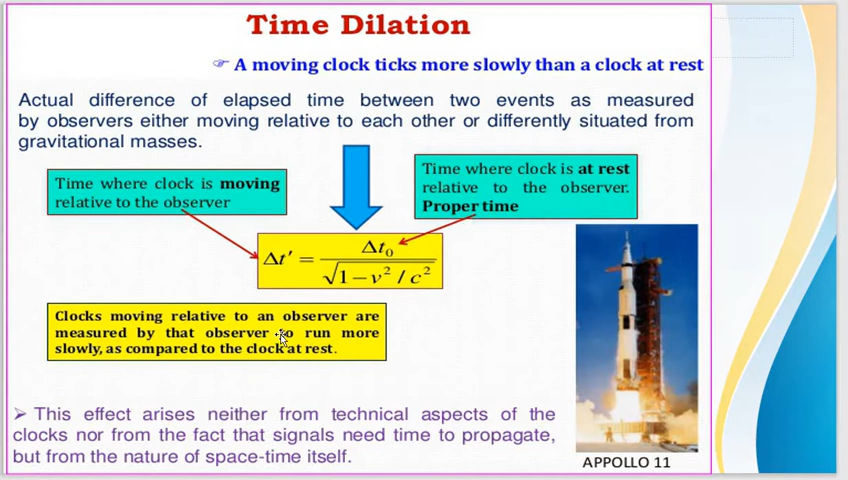 Time Dilation
☞ A moving clock ticks more slowly than a clock at rest
Actual difference of elapsed time between two events as measured
by observers either moving relative to each other or differently situated from
gravitational masses.
Time where clock is moving
relative to the observer
Time where clock is at rest
relative to the observer.
Proper time
Δt′ = Δt₀ / √(1 − v² / c²)
Clocks moving relative to an observer are
measured by that observer to run more
slowly, as compared to the clock at rest.
➢ This effect arises neither from technical aspects of the
clocks nor from the fact that signals need time to propagate,
but from the nature of space-time itself.
APPOLLO 11